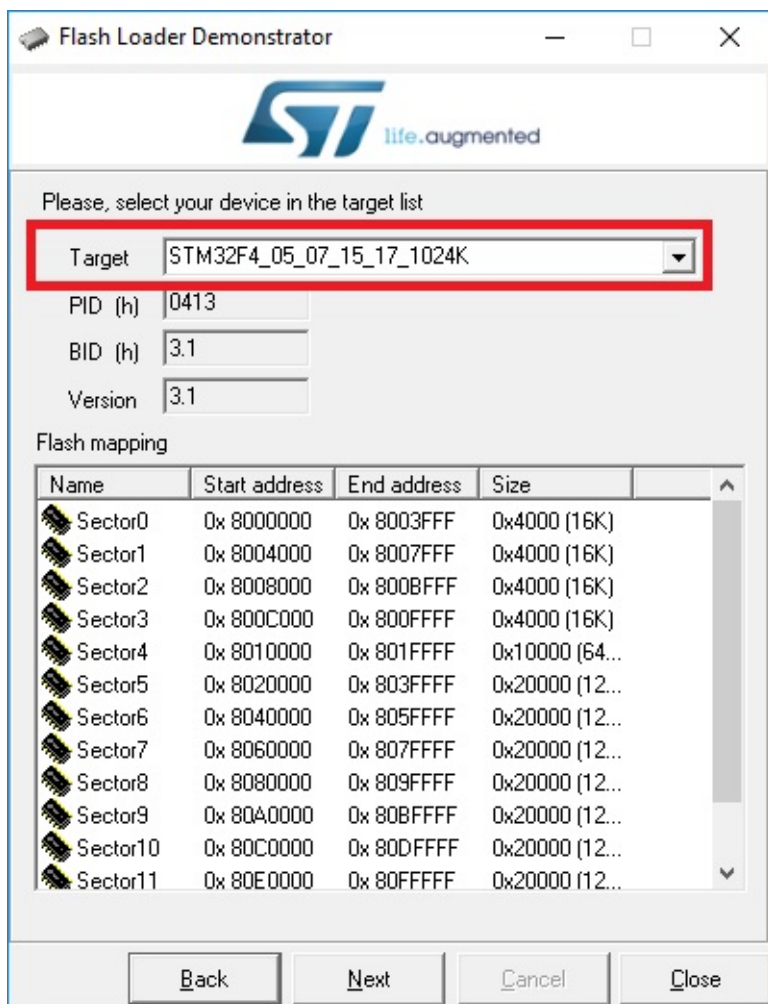 Flash Loader Demonstrator
ST life.augmented
Please, select your device in the target list
Target STM32F4_05_07_15_17_1024K
PID (h) 0413
BID (h) 3.1
Version 3.1
Flash mapping
Name Start address End address Size
Sector0 0x 8000000 0x 8003FFF 0x4000 (16K)
Sector1 0x 8004000 0x 8007FFF 0x4000 (16K)
Sector2 0x 8008000 0x 800BFFF 0x4000 (16K)
Sector3 0x 800C000 0x 800FFFF 0x4000 (16K)
Sector4 0x 8010000 0x 801FFFF 0x10000 (64...
Sector5 0x 8020000 0x 803FFFF 0x20000 (12...
Sector6 0x 8040000 0x 805FFFF 0x20000 (12...
Sector7 0x 8060000 0x 807FFFF 0x20000 (12...
Sector8 0x 8080000 0x 809FFFF 0x20000 (12...
Sector9 0x 80A0000 0x 80BFFFF 0x20000 (12...
Sector10 0x 80C0000 0x 80DFFFF 0x20000 (12...
Sector11 0x 80E0000 0x 80FFFFF 0x20000 (12...
Back Next Cancel Close